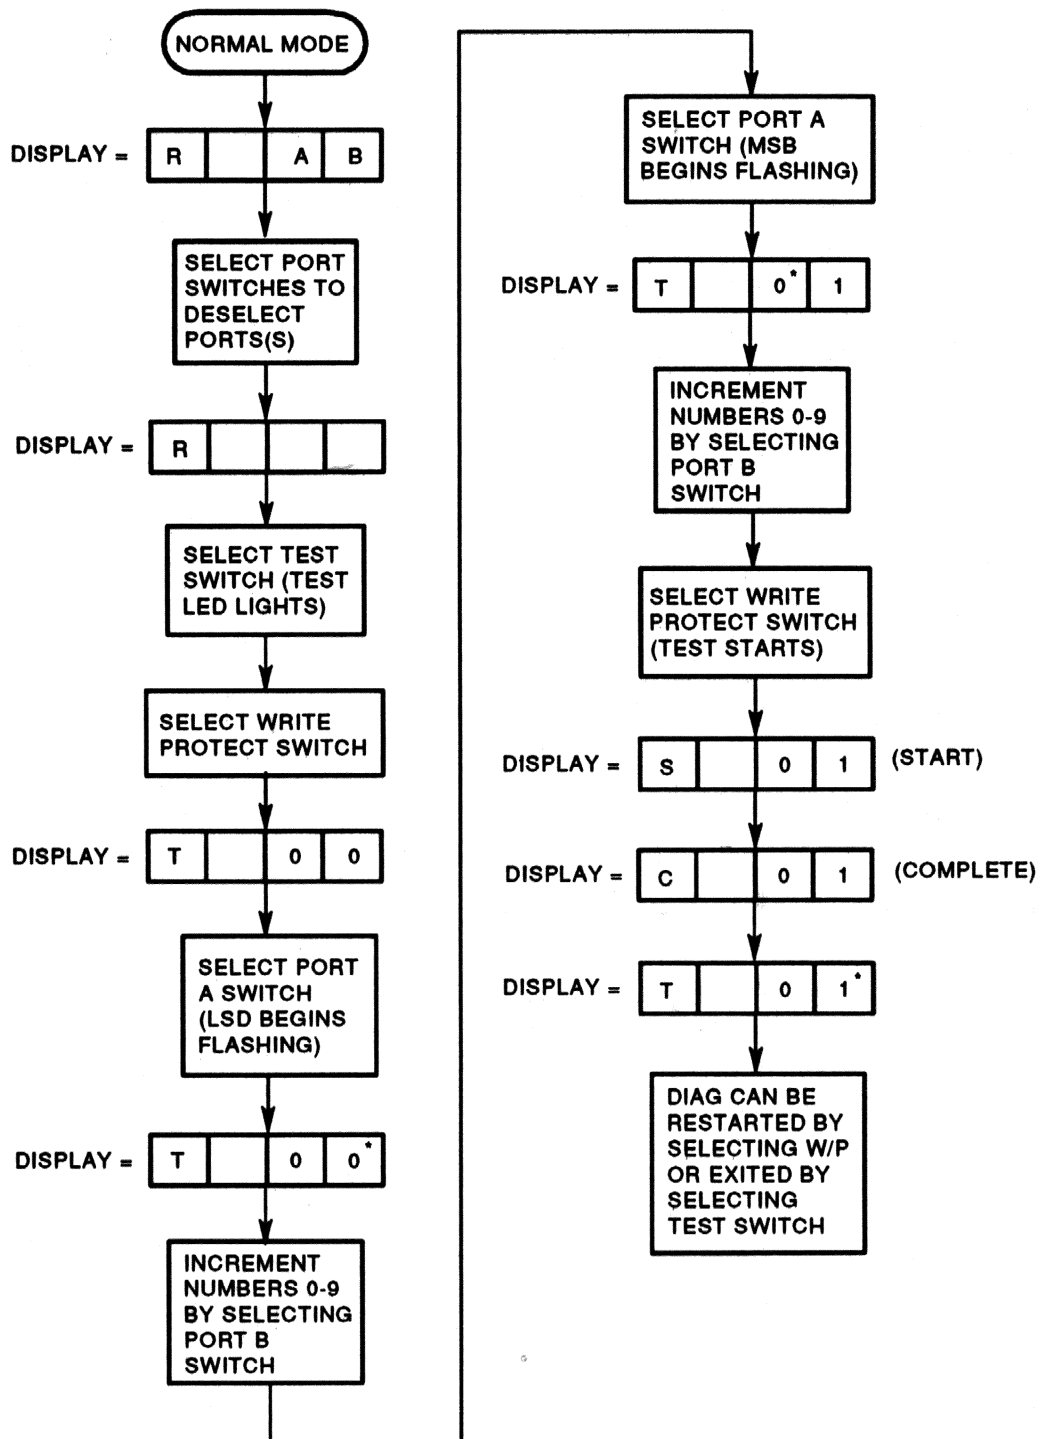 NORMAL MODE
DISPLAY = R A B
SELECT PORT
SWITCHES TO
DESELECT
PORTS(S)
DISPLAY = R
SELECT TEST
SWITCH (TEST
LED LIGHTS)
SELECT WRITE
PROTECT SWITCH
DISPLAY = T 0 0
SELECT PORT
A SWITCH
(LSD BEGINS
FLASHING)
DISPLAY = T 0 0*
INCREMENT
NUMBERS 0-9
BY SELECTING
PORT B
SWITCH
SELECT PORT A
SWITCH (MSB
BEGINS FLASHING)
DISPLAY = T 0* 1
INCREMENT
NUMBERS 0-9
BY SELECTING
PORT B
SWITCH
SELECT WRITE
PROTECT SWITCH
(TEST STARTS)
DISPLAY = S 0 1 (START)
DISPLAY = C 0 1 (COMPLETE)
DISPLAY = T 0 1*
DIAG CAN BE
RESTARTED BY
SELECTING W/P
OR EXITED BY
SELECTING
TEST SWITCH